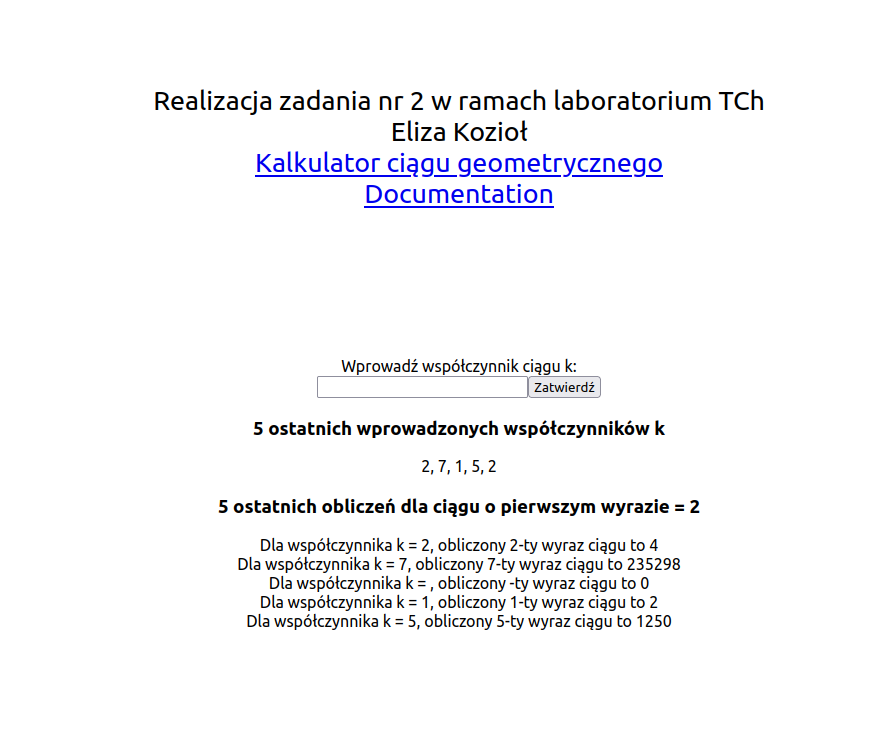 Realizacja zadania nr 2 w ramach laboratorium TCh
Eliza Kozioł
Kalkulator ciągu geometrycznego
Documentation
Wprowadź współczynnik ciągu k:
Zatwierdź
5 ostatnich wprowadzonych współczynników k
2, 7, 1, 5, 2
5 ostatnich obliczeń dla ciągu o pierwszym wyrazie = 2
Dla współczynnika k = 2, obliczony 2-ty wyraz ciągu to 4
Dla współczynnika k = 7, obliczony 7-ty wyraz ciągu to 235298
Dla współczynnika k = , obliczony -ty wyraz ciągu to 0
Dla współczynnika k = 1, obliczony 1-ty wyraz ciągu to 2
Dla współczynnika k = 5, obliczony 5-ty wyraz ciągu to 1250